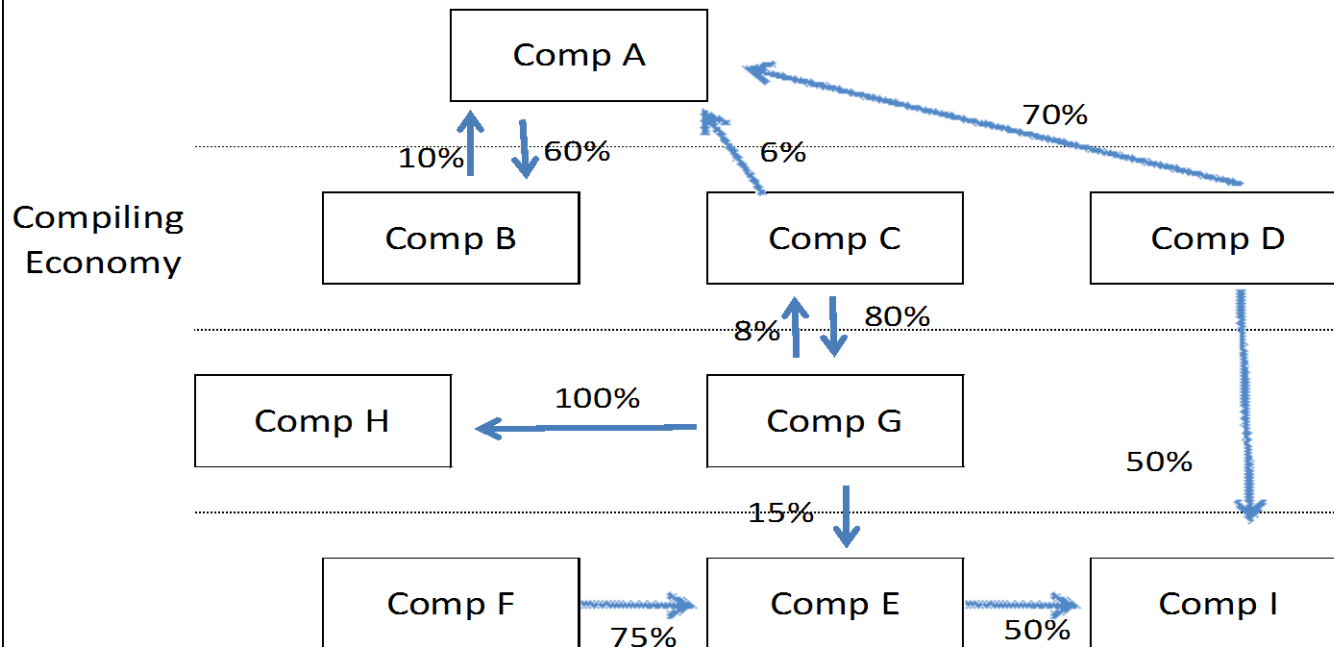 Comp A
70%
10%
60%
6%
Compiling
Economy
Comp B
Comp C
Comp D
8%
80%
Comp H
100%
Comp G
50%
15%
Comp F
75%
Comp E
50%
Comp I